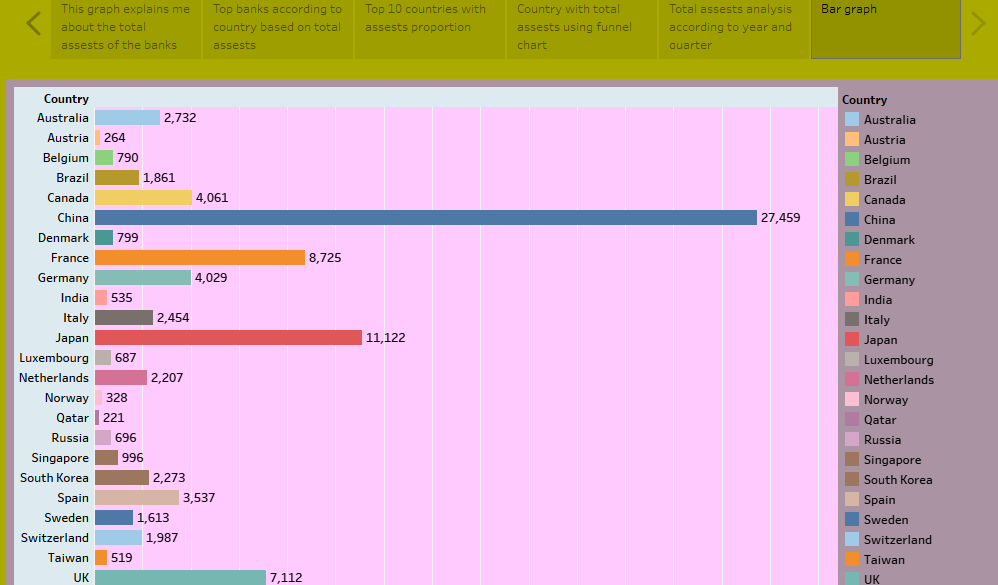 This graph explains me
about the total
assests of the banks
Top banks according to
country based on total
assests
Top 10 countries with
assests proportion
Country with total
assests using funnel
chart
Total assests analysis
according to year and
quarter
Bar graph
Country
Australia 2,732
Austria 264
Belgium 790
Brazil 1,861
Canada 4,061
China 27,459
Denmark 799
France 8,725
Germany 4,029
India 535
Italy 2,454
Japan 11,122
Luxembourg 687
Netherlands 2,207
Norway 328
Qatar 221
Russia 696
Singapore 996
South Korea 2,273
Spain 3,537
Sweden 1,613
Switzerland 1,987
Taiwan 519
UK 7,112
Country
Australia
Austria
Belgium
Brazil
Canada
China
Denmark
France
Germany
India
Italy
Japan
Luxembourg
Netherlands
Norway
Qatar
Russia
Singapore
South Korea
Spain
Sweden
Switzerland
Taiwan
UK